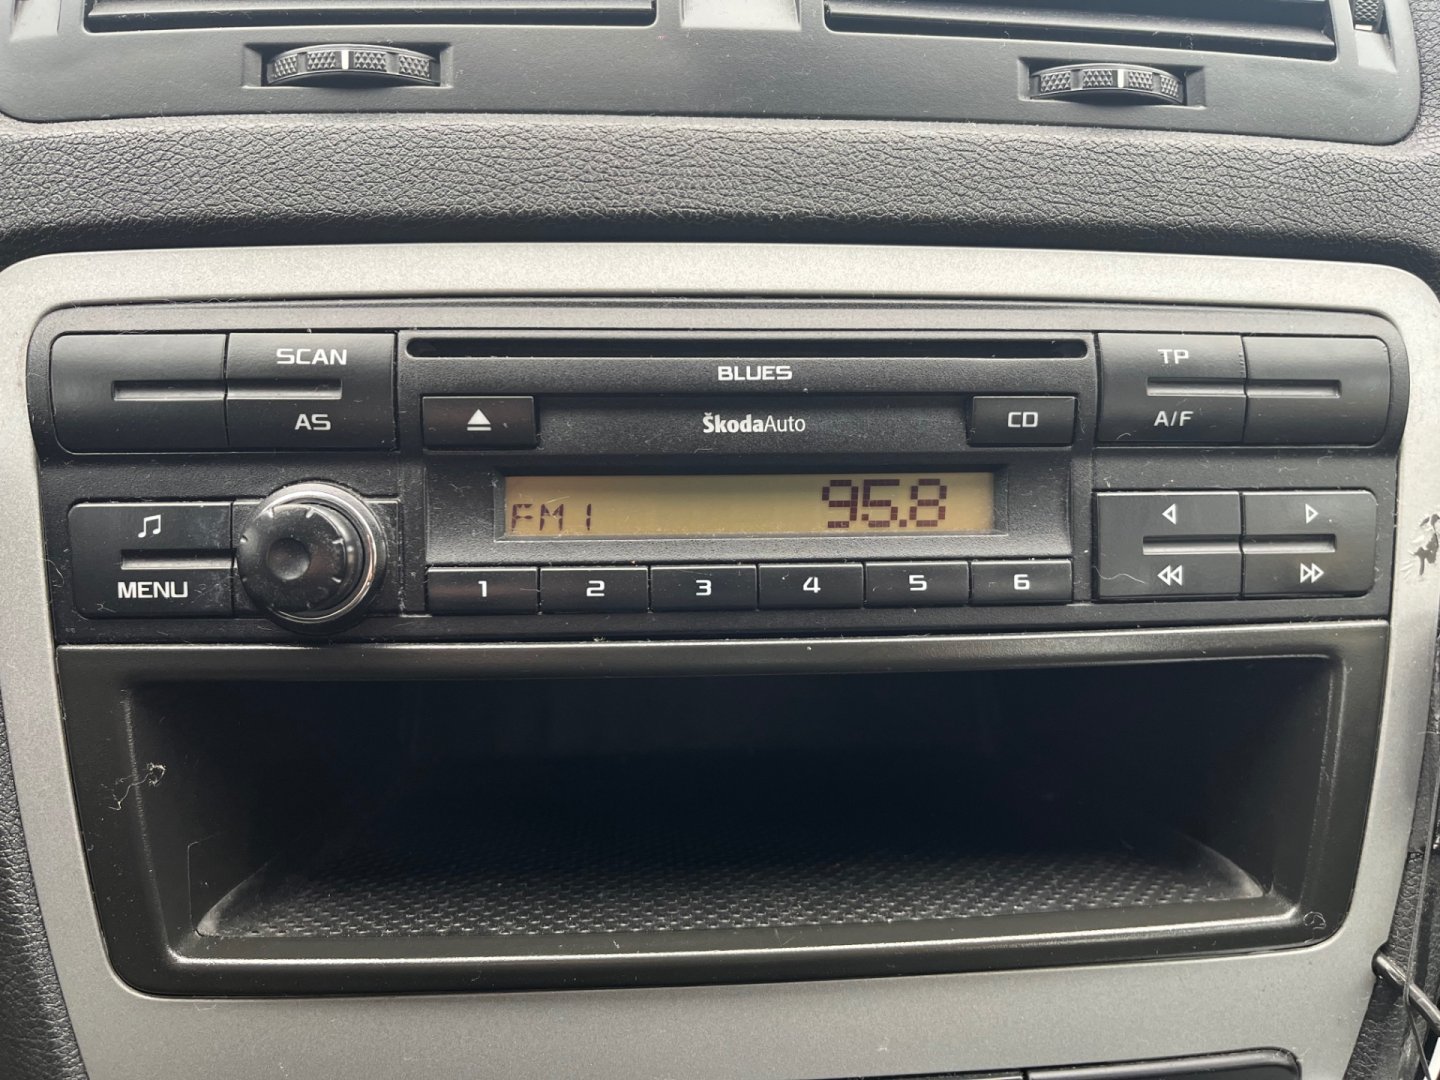 SCAN
AS
BLUES
ŠkodaAuto
CD
TP
A/F
FM1 95.8
MENU
1 2 3 4 5 6